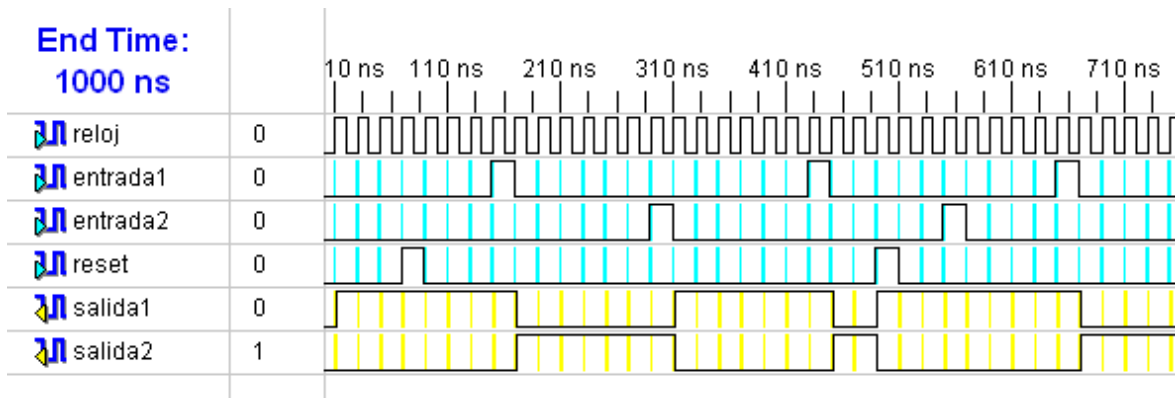 End Time:
1000 ns
10 ns 110 ns 210 ns 310 ns 410 ns 510 ns 610 ns 710 ns
reloj 0
entrada1 0
entrada2 0
reset 0
salida1 0
salida2 1